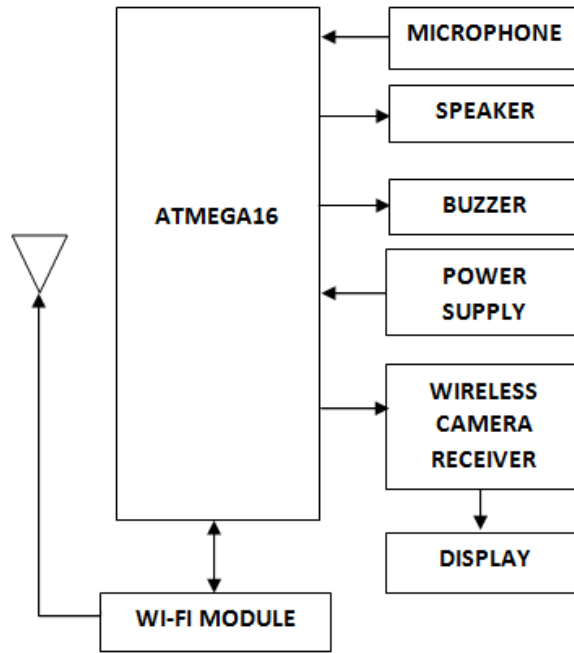 MICROPHONE
SPEAKER
ATMEGA16
BUZZER
POWER
SUPPLY
WIRELESS
CAMERA
RECEIVER
DISPLAY
WI-FI MODULE